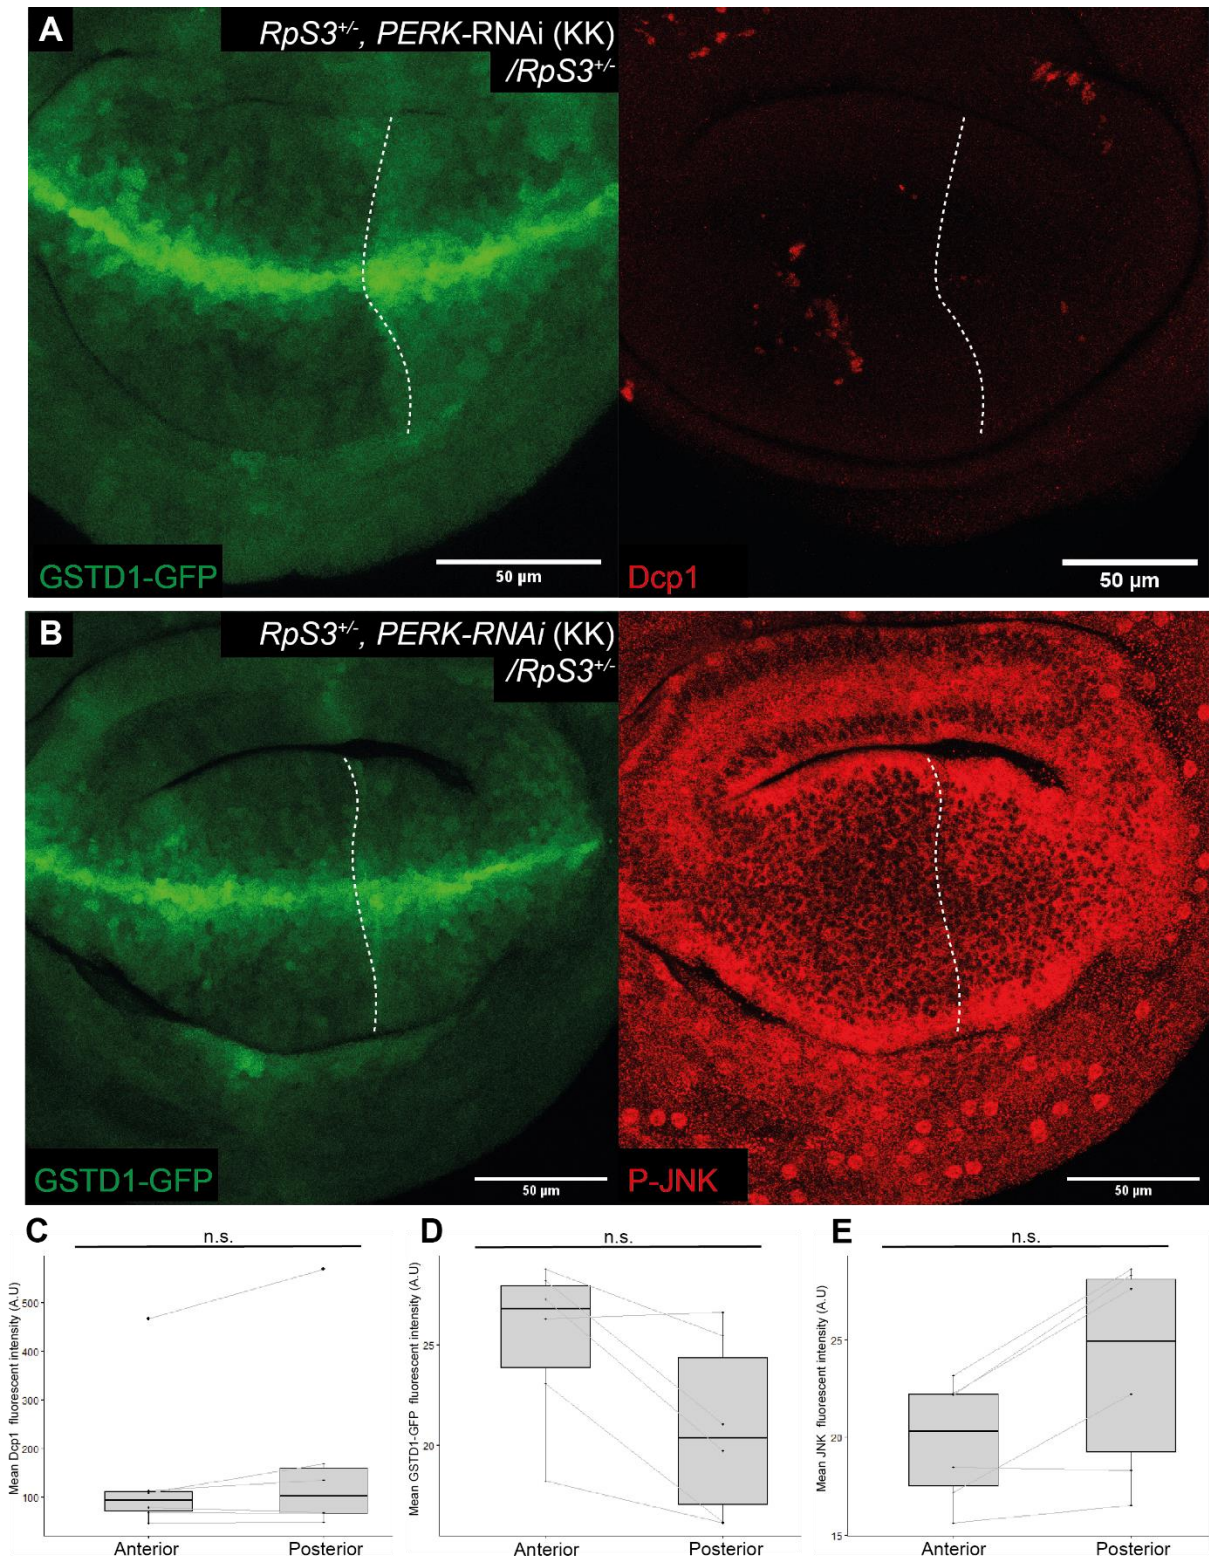 A
RpS3+/-, PERK-RNAi (KK)
/RpS3+/-
GSTD1-GFP
50 µm
Dcp1
50 µm
B
RpS3+/-, PERK-RNAi (KK)
/RpS3+/-
GSTD1-GFP
50 µm
P-JNK
50 µm
C
n.s.
Mean Dcp1 fluorescent intensity (A.U)
500
400
300
200
100
Anterior
Posterior
D
n.s.
Mean GSTD1-GFP fluorescent intensity (A.U)
25
20
Anterior
Posterior
E
n.s.
Mean JNK fluorescent intensity (A.U)
25
20
15
Anterior
Posterior